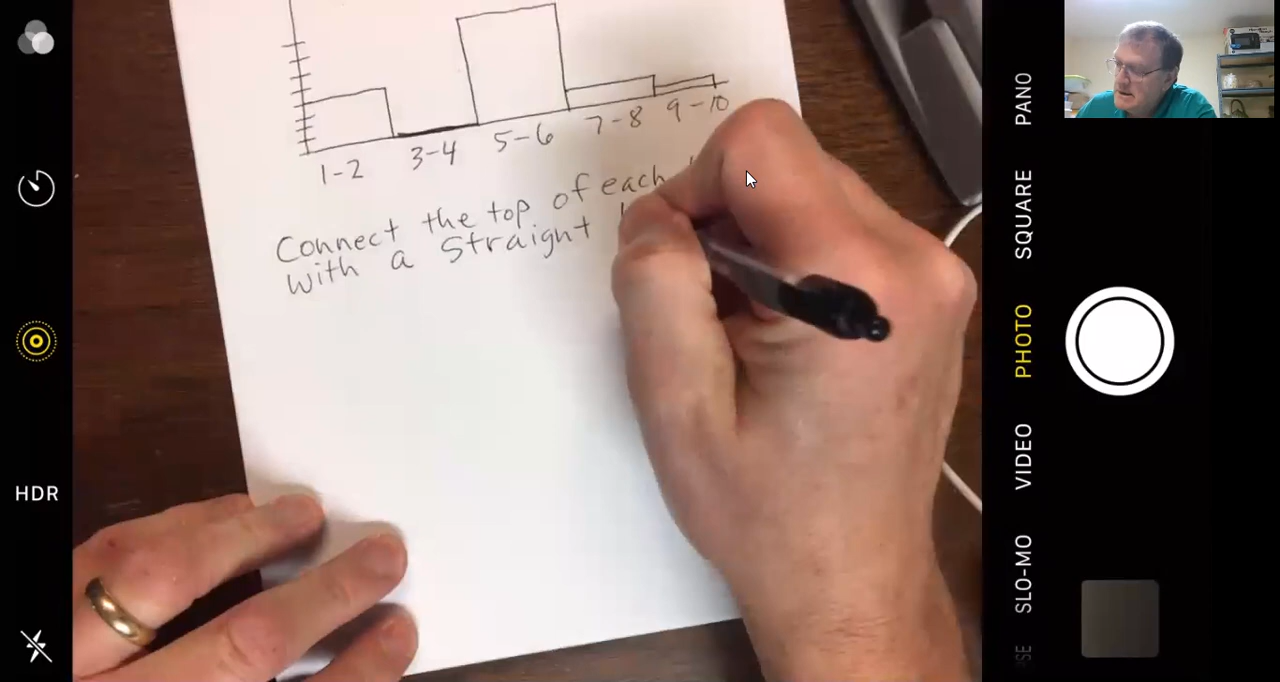 1-2 3-4 5-6 7-8 9-10
Connect the top of each
with a straight
HDR
PANO
SQUARE
PHOTO
VIDEO
SLO-MO
SE